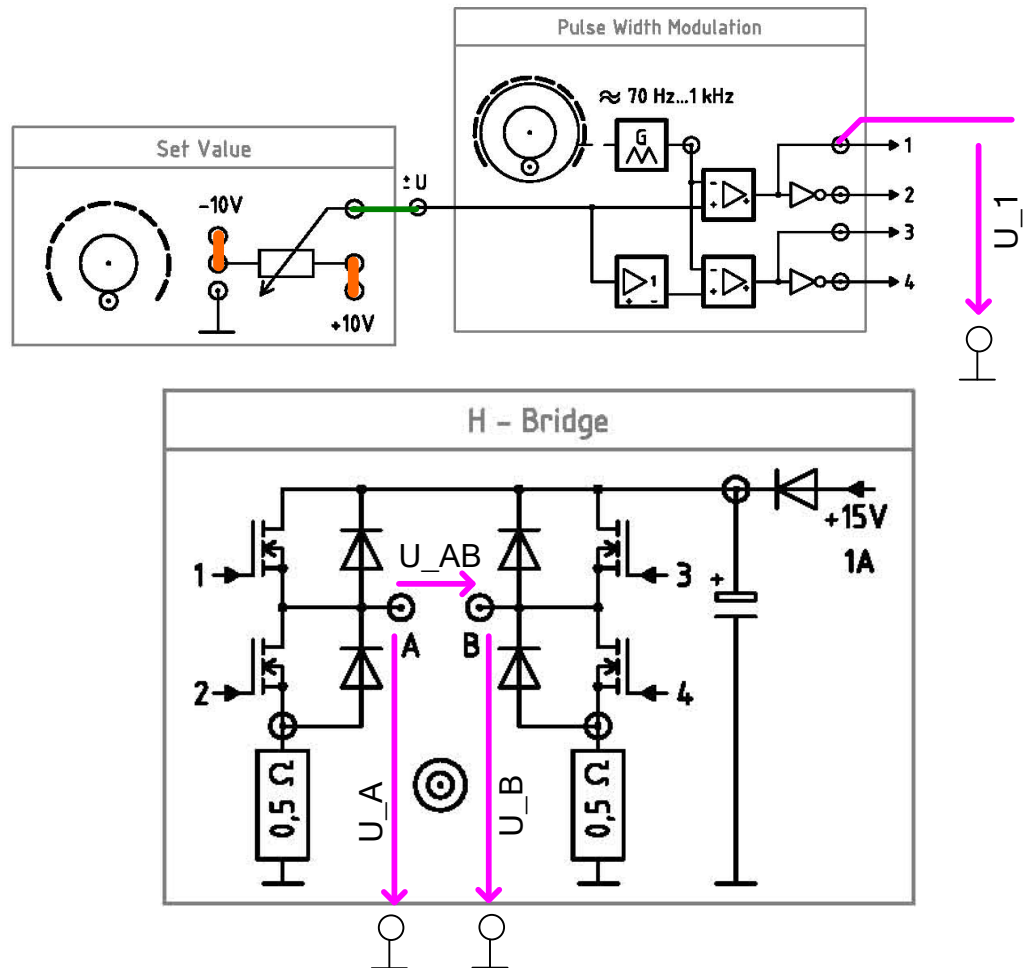 Pulse Width Modulation
≈ 70 Hz...1 kHz
G
1
2
3
4
- + +
- + +
1
+ -
U_1
Set Value
-10V
+10V
± U
H - Bridge
+15V
1A
1
2
3
4
U_AB
A
B
+
0,5 Ω
0,5 Ω
U_A
U_B